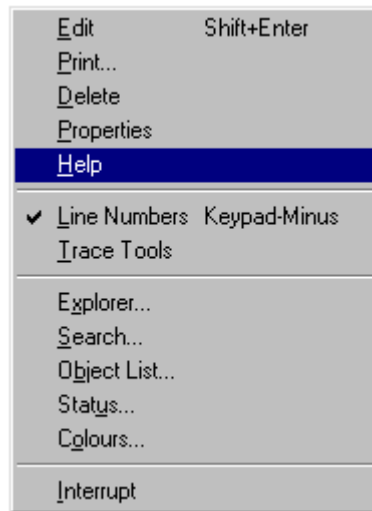 Edit Shift+Enter
Print...
Delete
Properties
Help
Line Numbers Keypad-Minus
Trace Tools
Explorer...
Search...
Object List...
Status...
Colours...
Interrupt